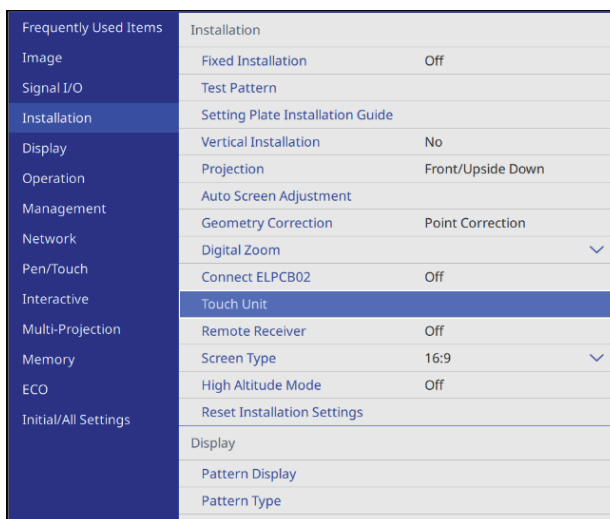 Frequently Used Items
Image
Signal I/O
Installation
Display
Operation
Management
Network
Pen/Touch
Interactive
Multi-Projection
Memory
ECO
Initial/All Settings
Installation
Fixed Installation Off
Test Pattern
Setting Plate Installation Guide
Vertical Installation No
Projection Front/Upside Down
Auto Screen Adjustment
Geometry Correction Point Correction
Digital Zoom
Connect ELPCB02 Off
Touch Unit
Remote Receiver Off
Screen Type 16:9
High Altitude Mode Off
Reset Installation Settings
Display
Pattern Display
Pattern Type